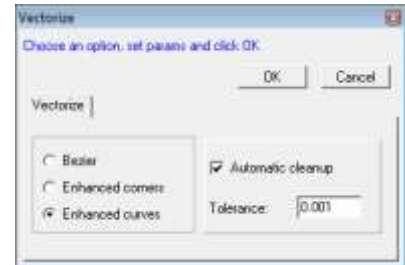 Vectorize
Choose an option, set params and click OK
OK Cancel
Vectorize
Bezier
Automatic cleanup
Enhanced corners
Enhanced curves
Tolerance: 0.001